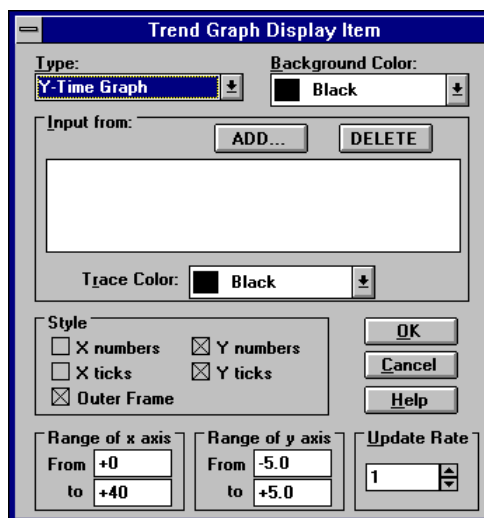 Trend Graph Display Item
Type:
Background Color:
Y-Time Graph
Black
Input from:
ADD...
DELETE
Trace Color:
Black
Style
X numbers
Y numbers
X ticks
Y ticks
Outer Frame
OK
Cancel
Help
Range of x axis
From
+0
to
+40
Range of y axis
From
-5.0
to
+5.0
Update Rate
1